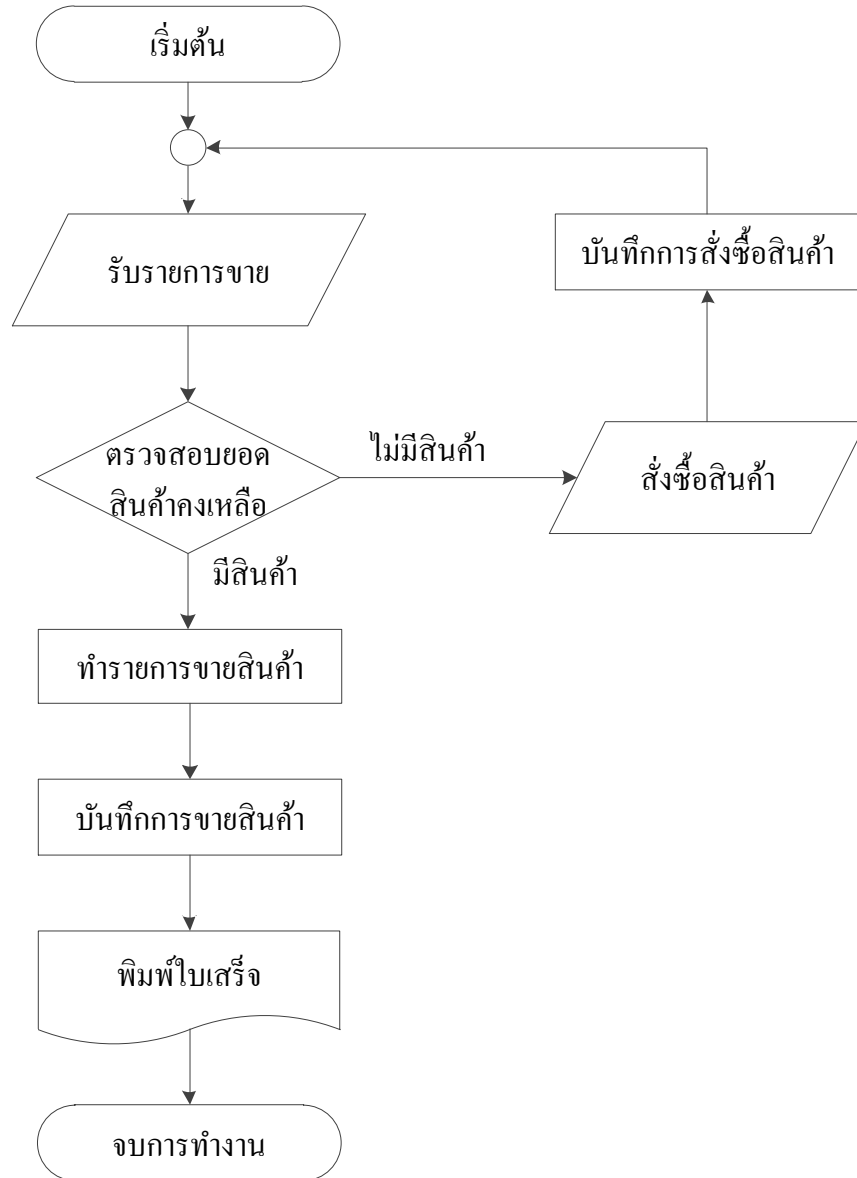 เริ่มต้น
รับรายการขาย
บันทึกการสั่งซื้อสินค้า
ตรวจสอบยอด
สินค้าคงเหลือ
ไม่มีสินค้า
สั่งซื้อสินค้า
มีสินค้า
ทำรายการขายสินค้า
บันทึกการขายสินค้า
พิมพ์ใบเสร็จ
จบการทำงาน